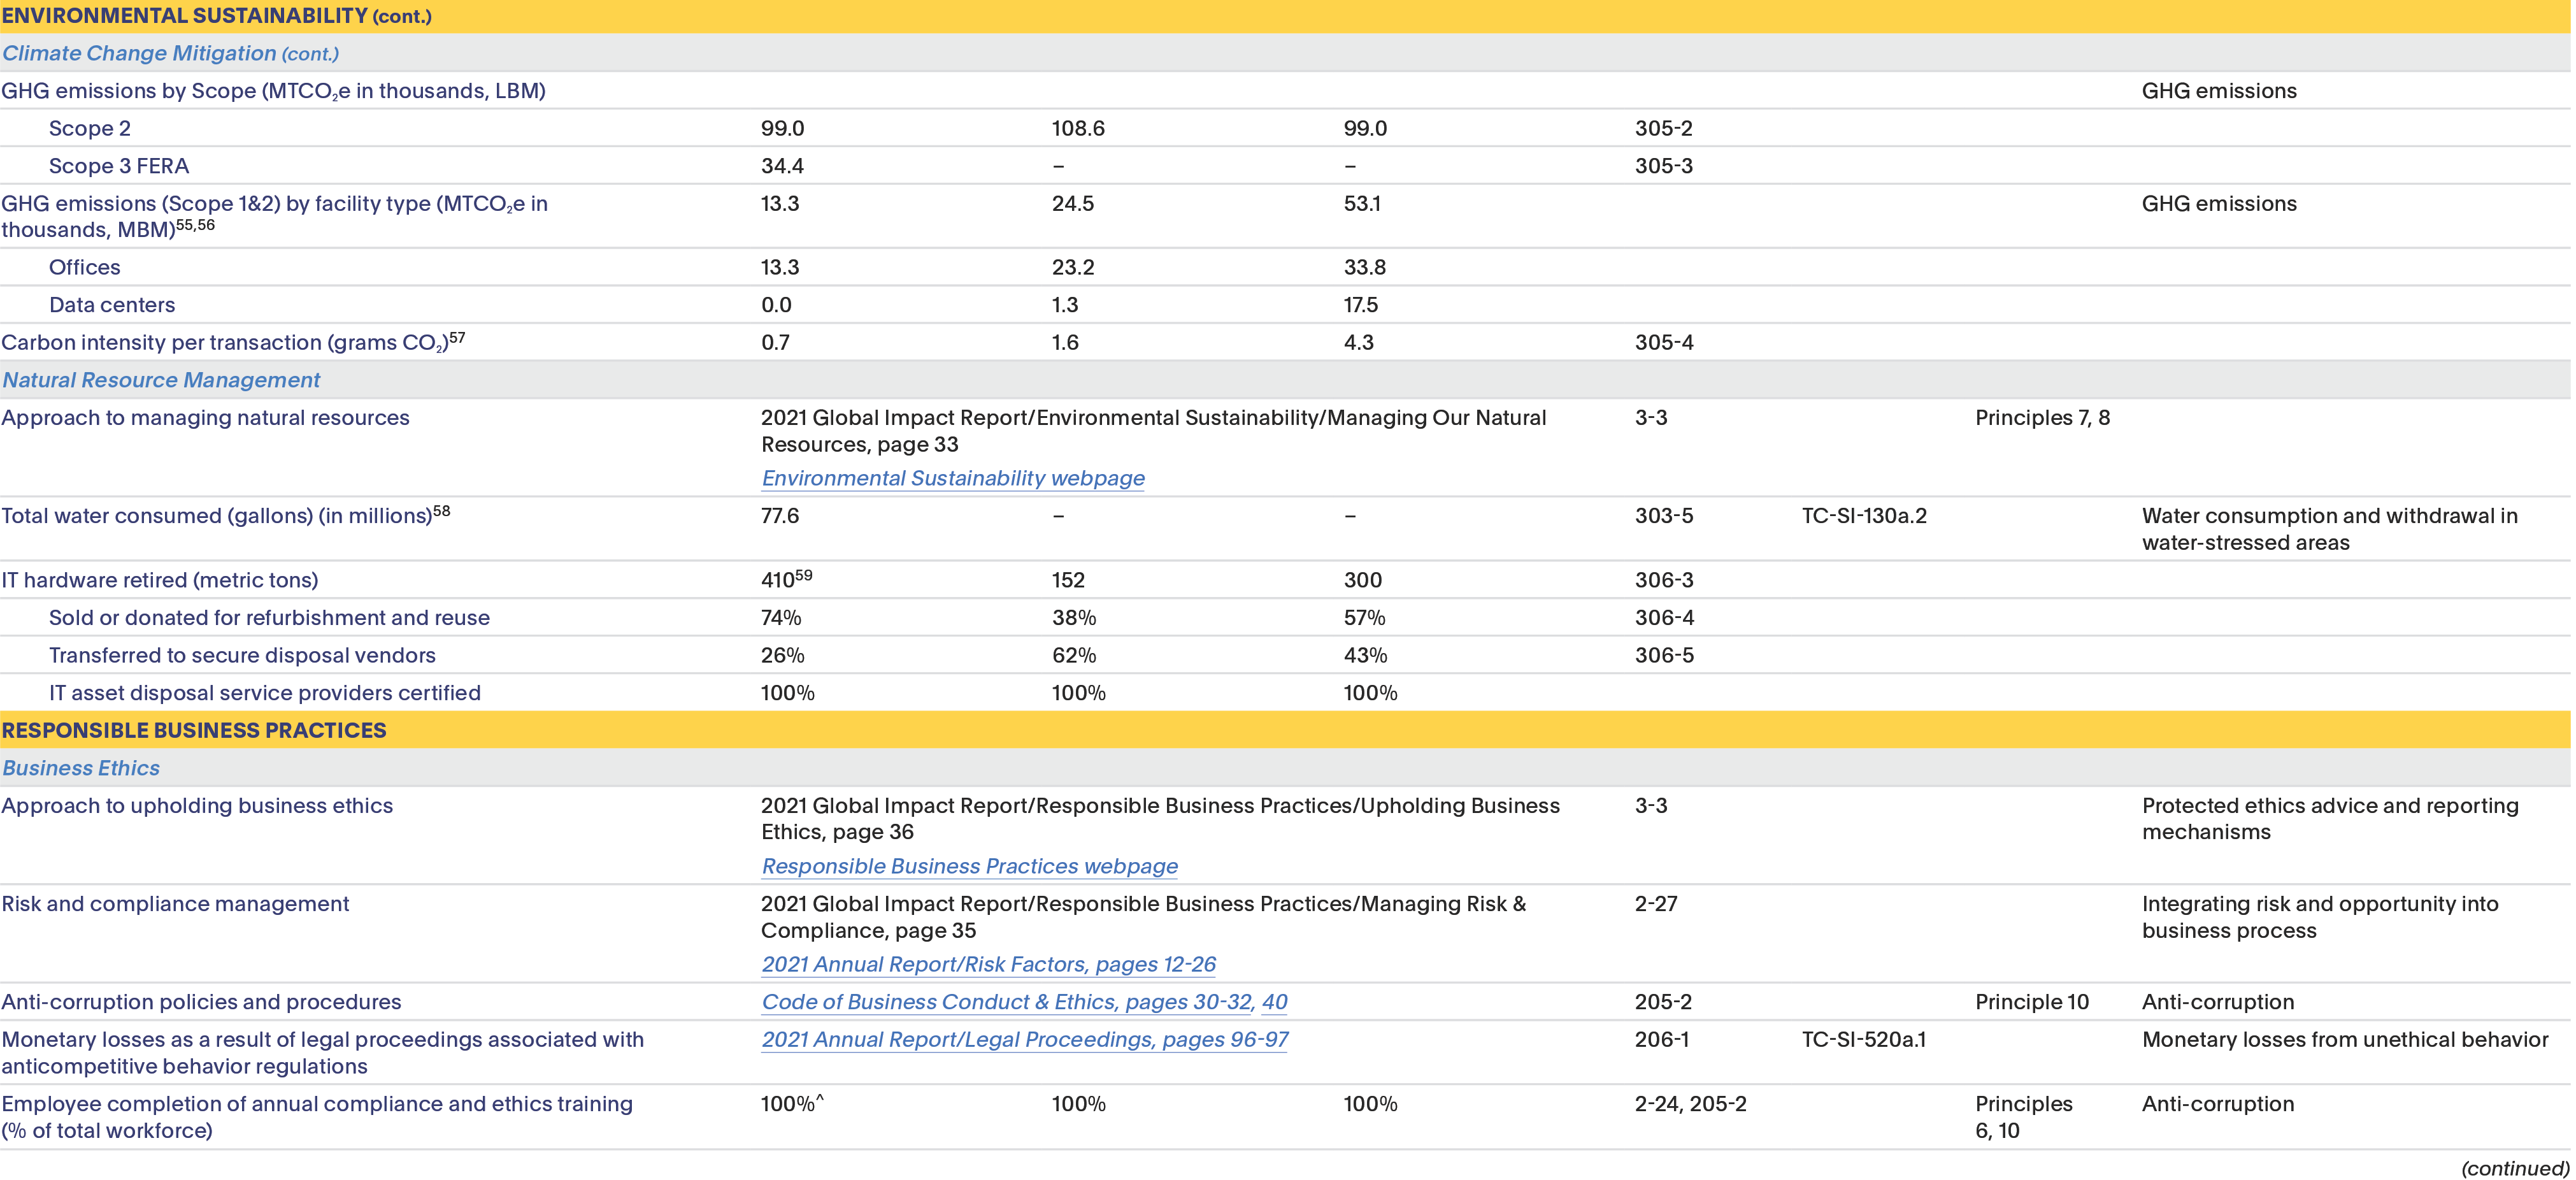 ENVIRONMENTAL SUSTAINABILITY (cont.)
Climate Change Mitigation (cont.)
GHG emissions by Scope (MTCO₂e in thousands, LBM) GHG emissions
Scope 2 99.0 108.6 99.0 305-2
Scope 3 FERA 34.4 – – 305-3
GHG emissions (Scope 1&2) by facility type (MTCO₂e in 13.3 24.5 53.1 GHG emissions
thousands, MBM)55,56
Offices 13.3 23.2 33.8
Data centers 0.0 1.3 17.5
Carbon intensity per transaction (grams CO₂)57 0.7 1.6 4.3 305-4
Natural Resource Management
Approach to managing natural resources 2021 Global Impact Report/Environmental Sustainability/Managing Our Natural 3-3 Principles 7, 8
Resources, page 33
Environmental Sustainability webpage
Total water consumed (gallons) (in millions)58 77.6 – – 303-5 TC-SI-130a.2 Water consumption and withdrawal in
water-stressed areas
IT hardware retired (metric tons) 41059 152 300 306-3
Sold or donated for refurbishment and reuse 74% 38% 57% 306-4
Transferred to secure disposal vendors 26% 62% 43% 306-5
IT asset disposal service providers certified 100% 100% 100%
RESPONSIBLE BUSINESS PRACTICES
Business Ethics
Approach to upholding business ethics 2021 Global Impact Report/Responsible Business Practices/Upholding Business 3-3 Protected ethics advice and reporting
Ethics, page 36 mechanisms
Responsible Business Practices webpage
Risk and compliance management 2021 Global Impact Report/Responsible Business Practices/Managing Risk & 2-27 Integrating risk and opportunity into
Compliance, page 35 business process
2021 Annual Report/Risk Factors, pages 12-26
Anti-corruption policies and procedures Code of Business Conduct & Ethics, pages 30-32, 40 205-2 Principle 10 Anti-corruption
Monetary losses as a result of legal proceedings associated with 2021 Annual Report/Legal Proceedings, pages 96-97 206-1 TC-SI-520a.1 Monetary losses from unethical behavior
anticompetitive behavior regulations
Employee completion of annual compliance and ethics training 100%^ 100% 100% 2-24, 205-2 Principles Anti-corruption
(% of total workforce) 6, 10
(continued)